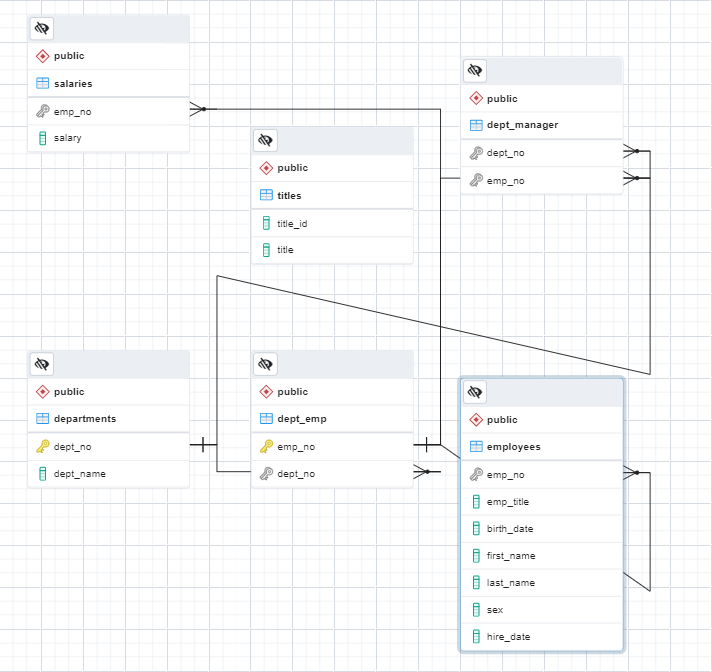 public
salaries
emp_no
salary
public
dept_manager
dept_no
emp_no
public
titles
title_id
title
public
departments
dept_no
dept_name
public
dept_emp
emp_no
dept_no
public
employees
emp_no
emp_title
birth_date
first_name
last_name
sex
hire_date